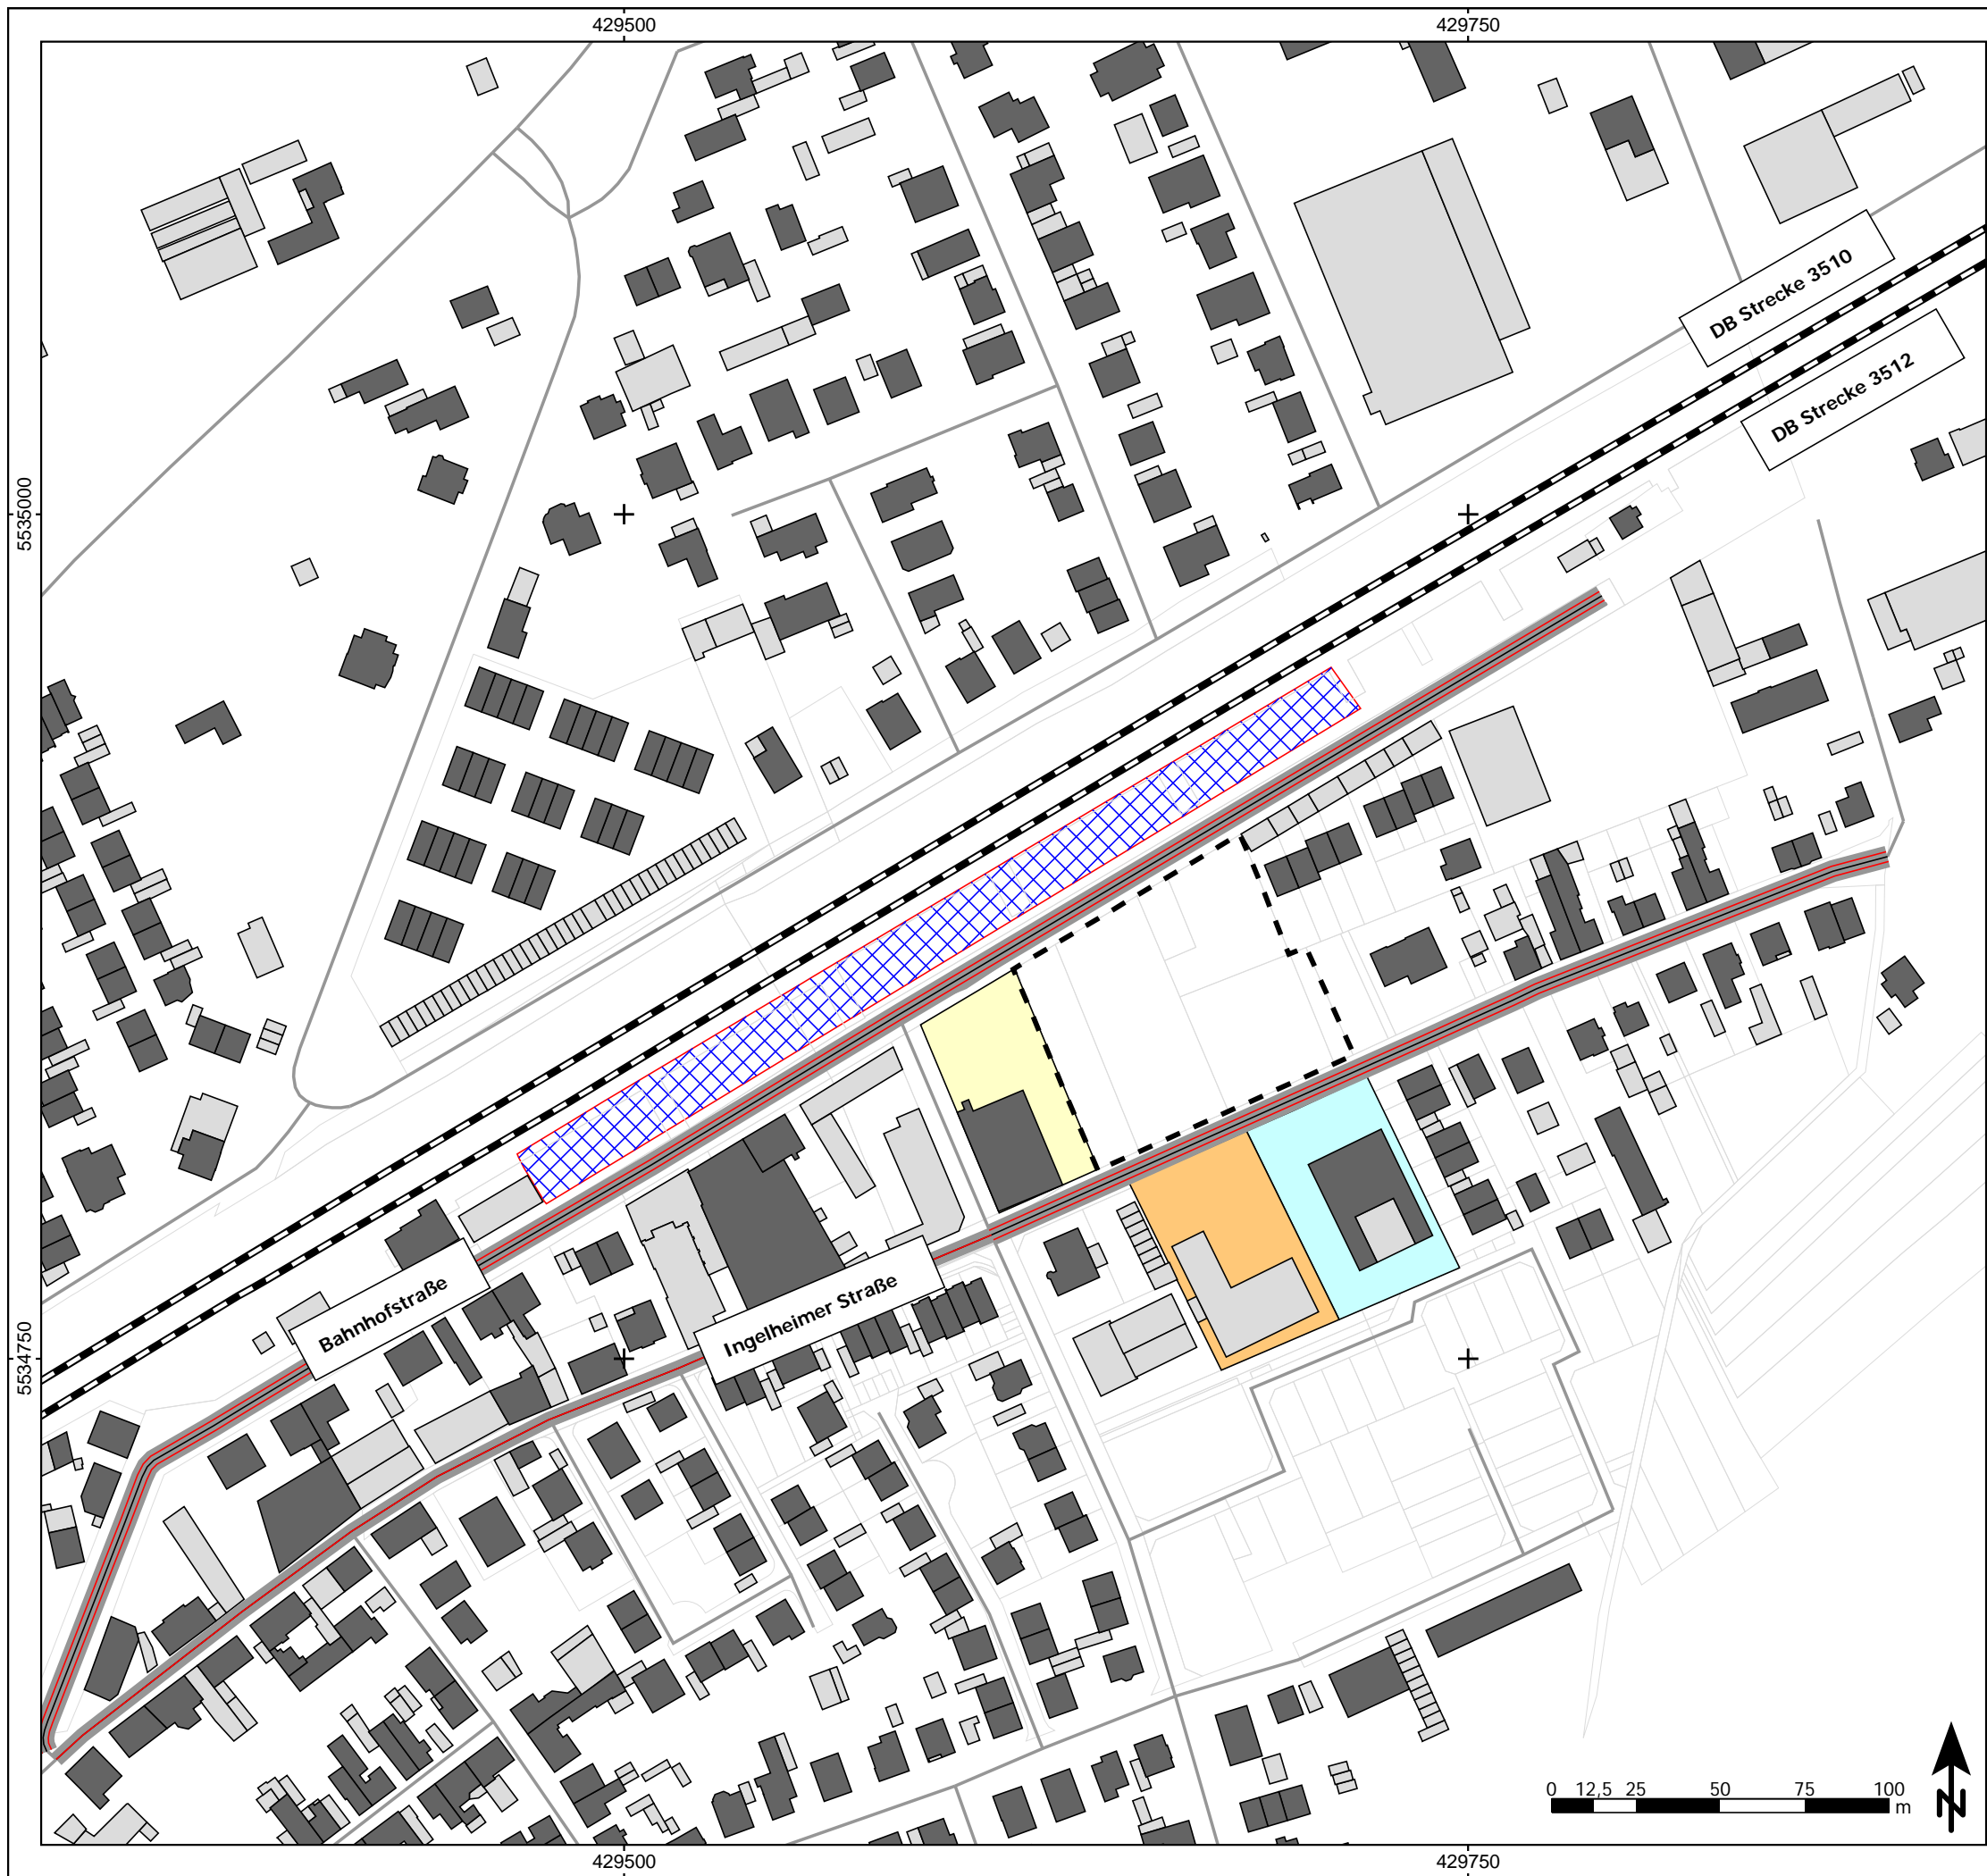 429500
429750
DB Strecke 3510
DB Strecke 3512
5535000
Bahnhofstraße
Ingelheimer Straße
5534750
0 12,5 25 50 75 100
m
N
429500
429750